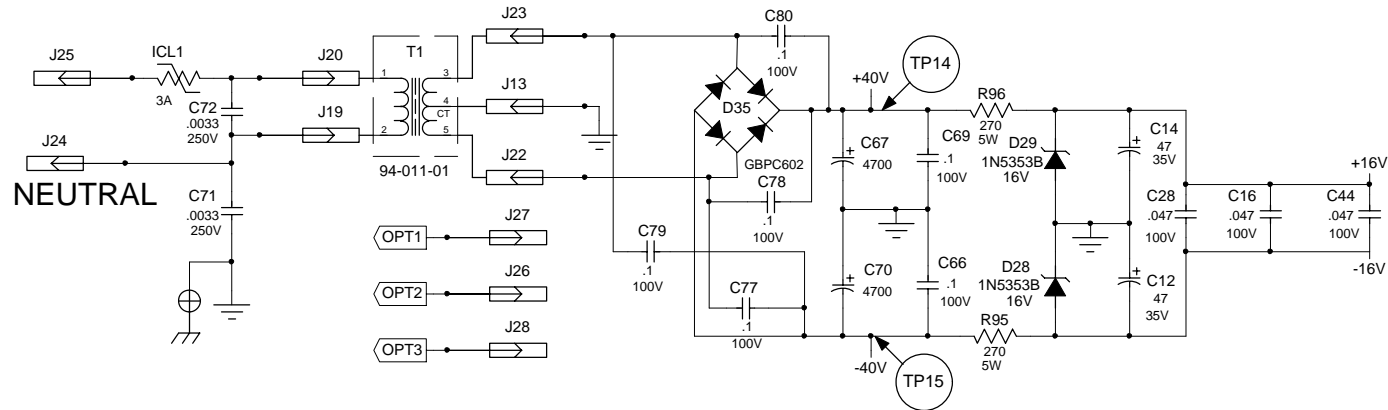 J25
ICL1
3A
J20
C72
.0033
250V
J19
J24
NEUTRAL
C71
.0033
250V
T1
1
2
3
4
CT
5
94-011-01
J23
J13
J22
OPT1
J27
OPT2
J26
OPT3
J28
C80
.1
100V
D35
GBPC602
C78
.1
100V
C79
.1
100V
C77
.1
100V
+40V
TP14
C67
+
4700
C69
.1
100V
C70
+
4700
C66
.1
100V
-40V
TP15
R96
270
5W
D29
1N5353B
16V
C14
+
47
35V
D28
1N5353B
16V
C12
+
47
35V
R95
270
5W
C28
.047
100V
C16
.047
100V
C44
.047
100V
+16V
-16V